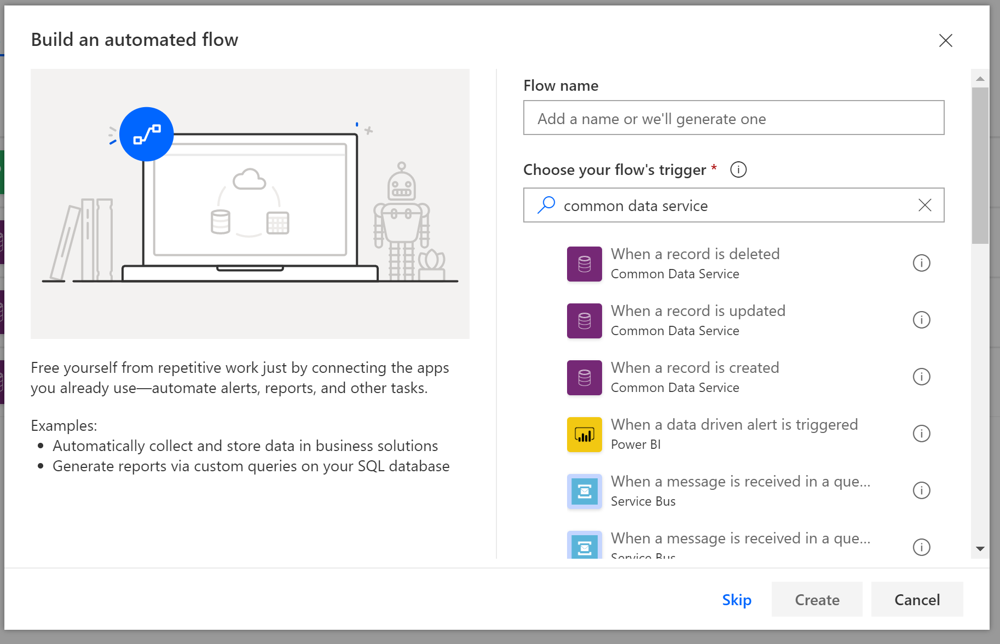 Build an automated flow
Free yourself from repetitive work just by connecting the apps
you already use—automate alerts, reports, and other tasks.
Examples:
• Automatically collect and store data in business solutions
• Generate reports via custom queries on your SQL database
Flow name
Add a name or we'll generate one
Choose your flow's trigger *
common data service
When a record is deleted
Common Data Service
When a record is updated
Common Data Service
When a record is created
Common Data Service
When a data driven alert is triggered
Power BI
When a message is received in a que...
Service Bus
When a message is received in a que...
Service Bus
Skip
Create
Cancel